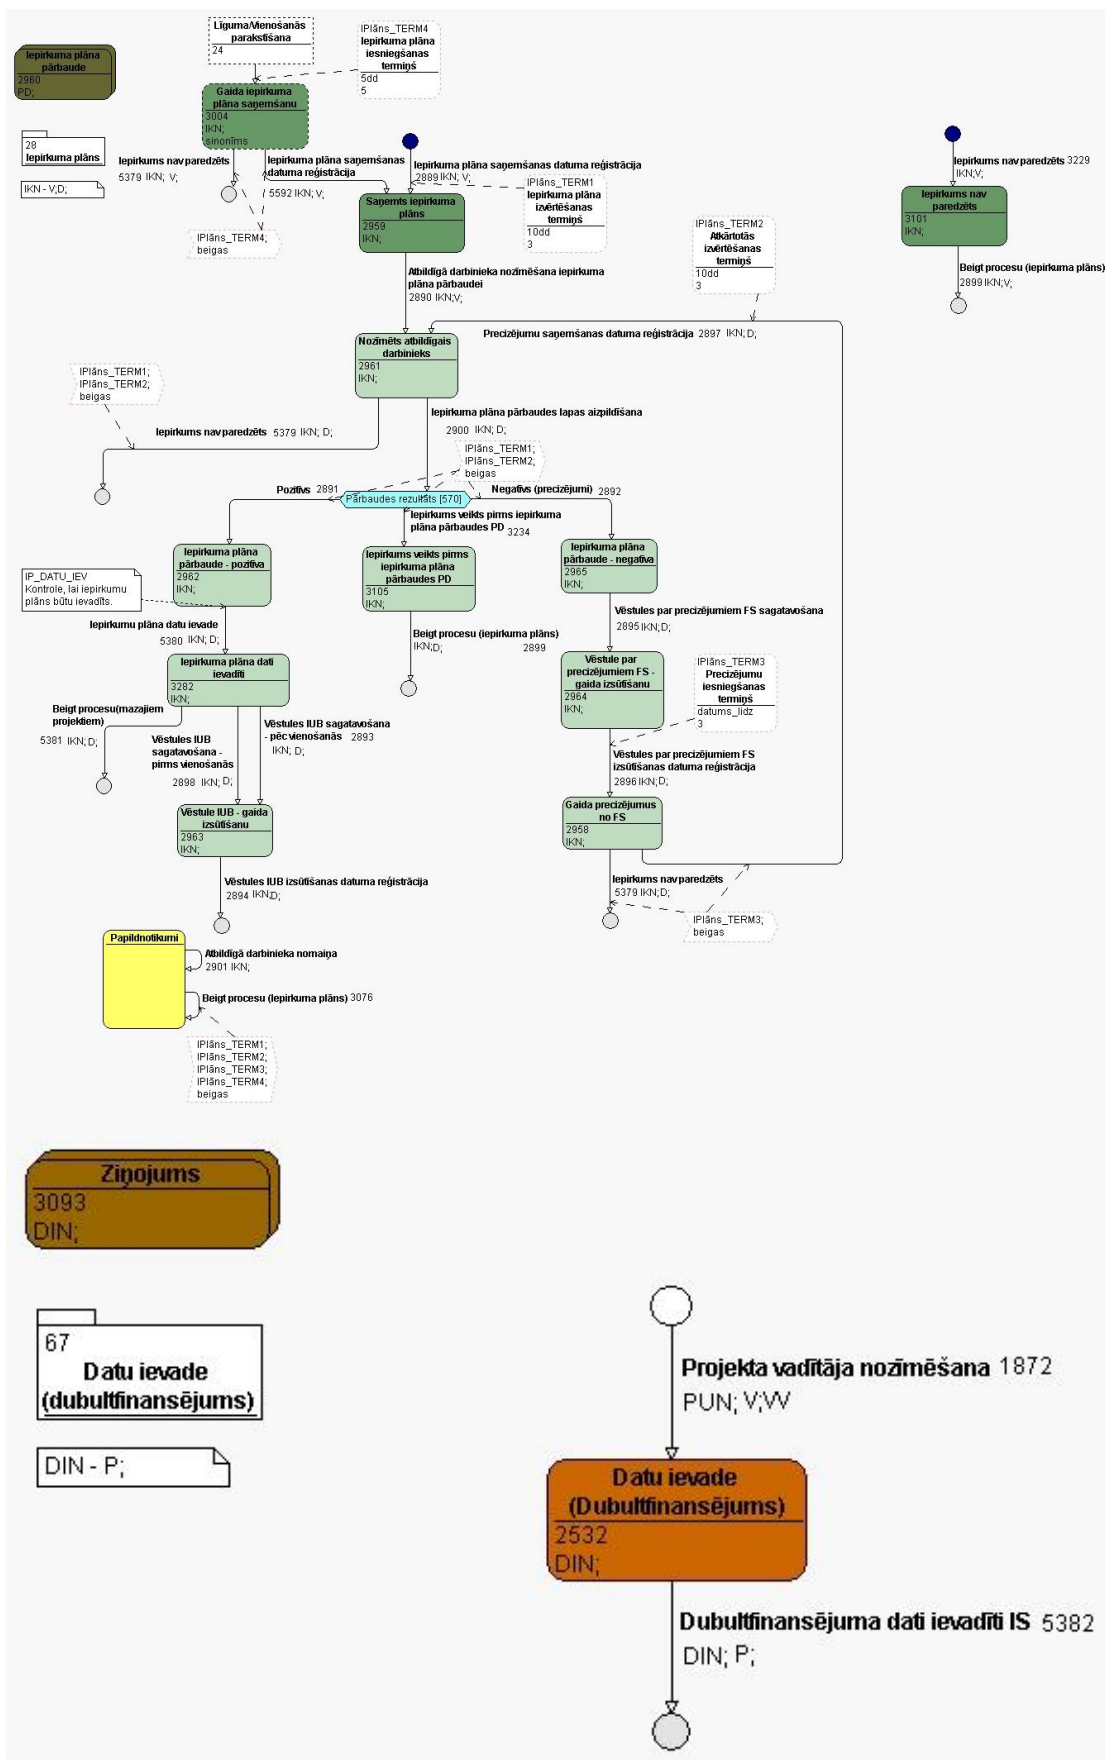 Līguma/Vienošanās
parakstīšana
24
IPlāns_TERM4
Iepirkuma plāna
iesniegšanas
termiņš
5dd
5
Iepirkuma plāna
pārbaude
2960
PD;
Gaida iepirkuma
plāna saņemšanu
3004
IKN;
sinonīms
28
Iepirkuma plāns
IKN - V;D;
Iepirkums nav paredzēts
5379 IKN; V;
Iepirkuma plāna saņemšanas
datuma reģistrācija
5592 IKN; V;
Iepirkuma plāna saņemšanas datuma reģistrācija
2889 IKN; V;
IPlāns_TERM1
Iepirkuma plāna
izvērtēšanas
termiņš
10dd
3
Iepirkums nav paredzēts 3229
IKN;V;
Iepirkums nav
paredzēts
3101
IKN;
Beigt procesu (iepirkuma plāns)
2899 IKN;V;
Saņemts iepirkuma
plāns
2959
IKN;
IPlāns_TERM4;
beigas
IPlāns_TERM2
Atkārtotās
izvērtēšanas
termiņš
10dd
3
Atbildīgā darbinieka nozīmēšana iepirkuma
plāna pārbaudei
2890 IKN;V;
Precizējumu saņemšanas datuma reģistrācija 2897 IKN; D;
Nozīmēts atbildīgais
darbinieks
2961
IKN;
IPlāns_TERM1;
IPlāns_TERM2;
beigas
Iepirkums nav paredzēts 5379 IKN; D;
Iepirkuma plāna pārbaudes lapas aizpildīšana
2900 IKN; D;
IPlāns_TERM1;
IPlāns_TERM2;
beigas
Pozitīvs 2891
Pārbaudes rezultāts [570]
Negatīvs (precizējumi) 2892
Iepirkums veikts pirms iepirkuma
plāna pārbaudes PD 3234
Iepirkuma plāna
pārbaude - pozitīva
2962
IKN;
Iepirkums veikts pirms
iepirkuma plāna
pārbaudes PD
3105
IKN;
Iepirkuma plāna
pārbaude - negatīva
2965
IKN;
IP_DATU_IEV
Kontrole, lai iepirkumu
plāns būtu ievadīts.
Iepirkumu plāna datu ievade
5380 IKN; D;
Beigt procesu (iepirkuma plāns)
IKN;D; 2899
Vēstules par precizējumiem FS sagatavošana
2895 IKN;D;
Iepirkuma plāna dati
ievadīti
3282
IKN;
Vēstule par
precizējumiem FS -
gaida izsūtīšanu
2964
IKN;
IPlāns_TERM3
Precizējumu
iesniegšanas
termiņš
datums_lidz
3
Beigt procesu(mazajiem
projektiem)
5381 IKN; D;
Vēstules IUB
sagatavošana -
pirms vienošanās
2898 IKN; D;
Vēstules IUB sagatavošana
- pēc vienošanās 2893
IKN; D;
Vēstules par precizējumiem FS
izsūtīšanas datuma reģistrācija
2896 IKN;D;
Vēstule IUB - gaida
izsūtīšanu
2963
IKN;
Gaida precizējumus
no FS
2958
IKN;
Vēstules IUB izsūtīšanas datuma reģistrācija
2894 IKN;D;
Iepirkums nav paredzēts
5379 IKN;D;
IPlāns_TERM3;
beigas
Papildnotikumi
Atbildīgā darbinieka nomaiņa
2901 IKN;
Beigt procesu (Iepirkuma plāns) 3076
IPlāns_TERM1;
IPlāns_TERM2;
IPlāns_TERM3;
IPlāns_TERM4;
beigas
Ziņojums
3093
DIN;
67
Datu ievade
(dubultfinansējums)
DIN - P;
Projekta vadītāja nozīmēšana 1872
PUN; V;VV
Datu ievade
(Dubultfinansējums)
2532
DIN;
Dubultfinansējuma dati ievadīti IS 5382
DIN; P;